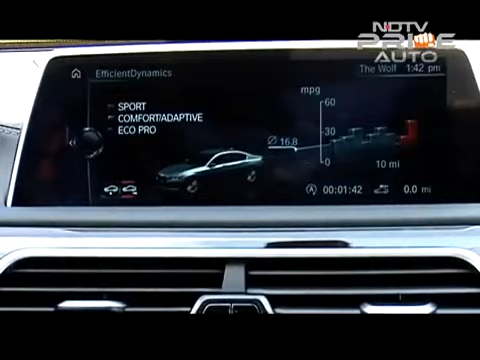 NDTV
PRIME
AUTO
EfficientDynamics
The Wolf 1:42 pm
mpg
SPORT
COMFORT/ADAPTIVE
ECO PRO
60
30
0
Ø 16.8
10 mi
00:01:42
0.0 mi